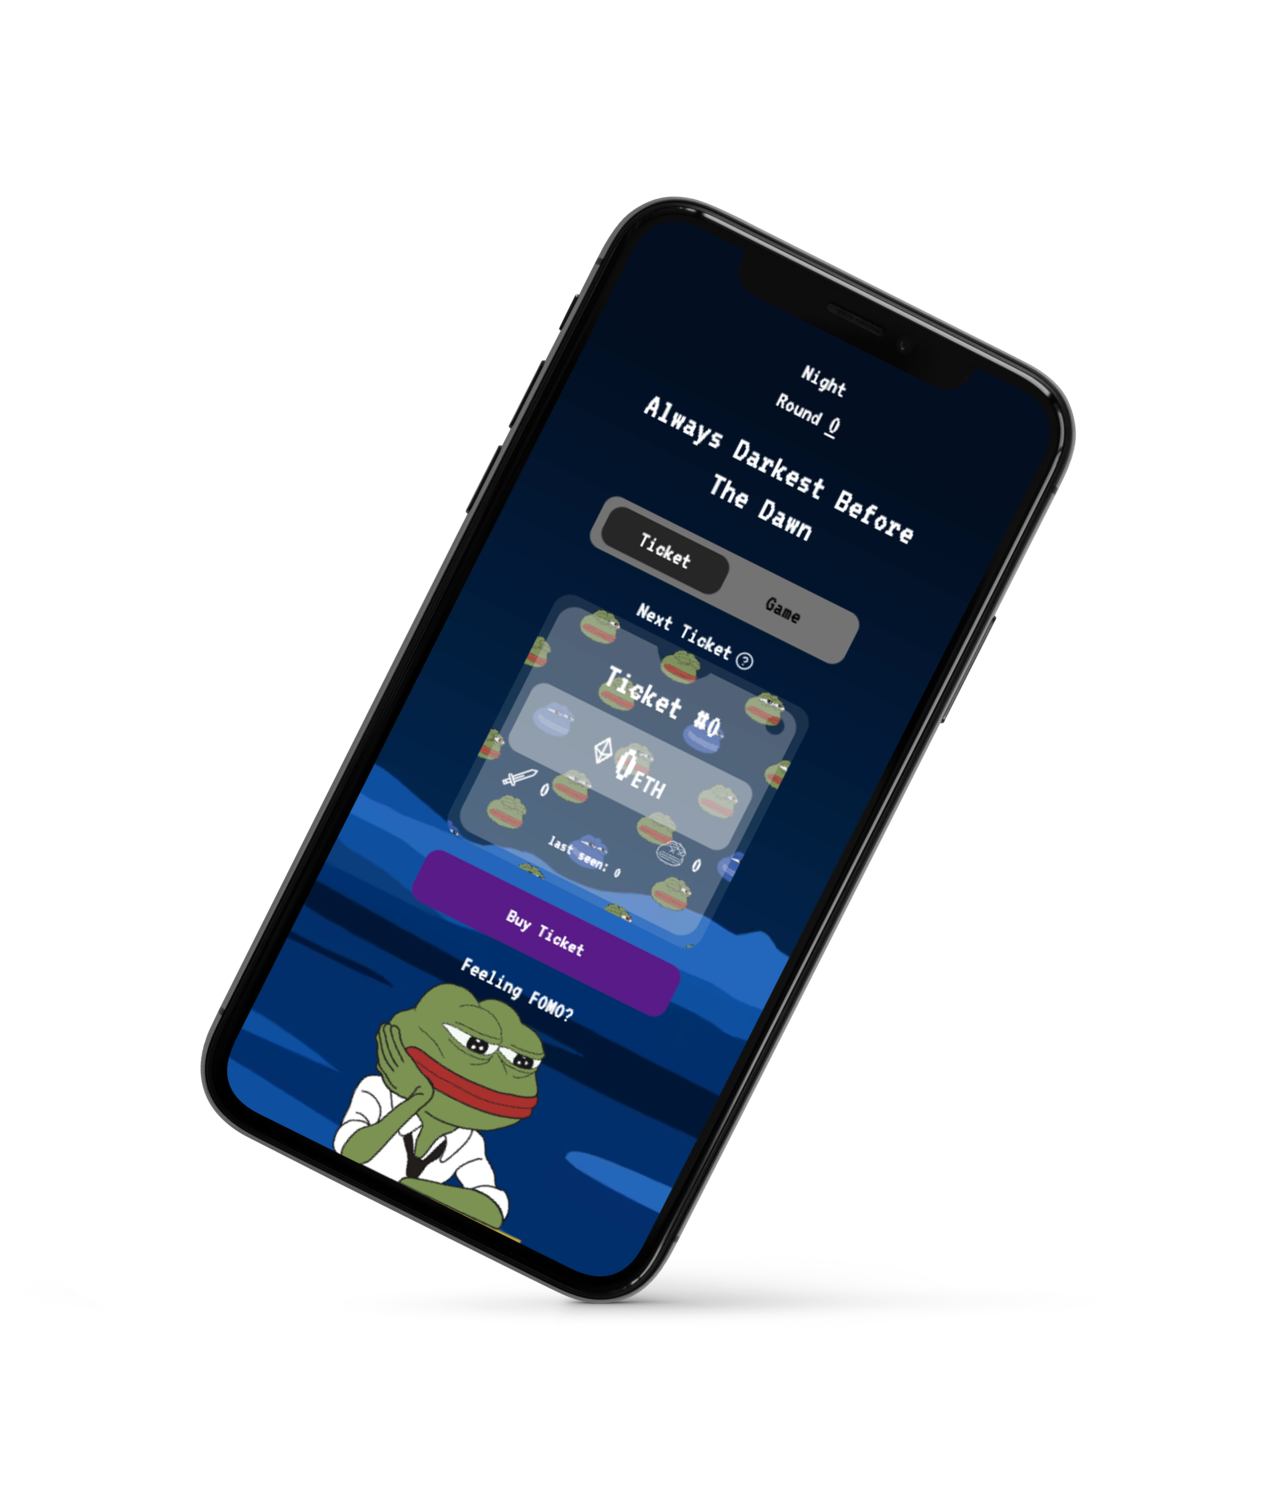 Night
Round 0
Always Darkest Before
The Dawn
Ticket
Game
Next Ticket ?
Ticket #0
0 ETH
0
0
last seen: 0
Buy Ticket
Feeling FOMO?